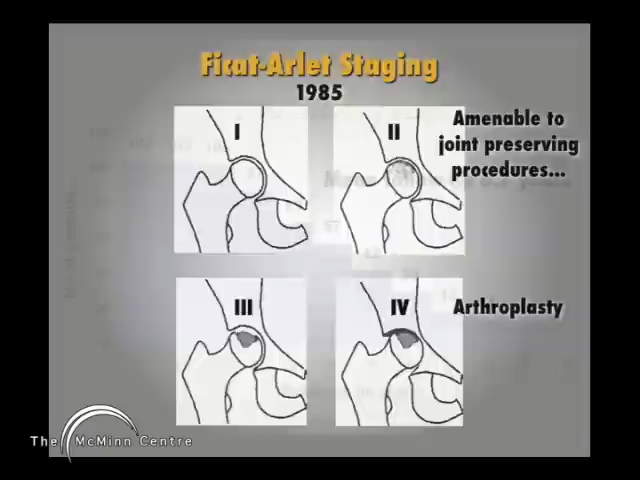 Ficat-Arlet Staging
1985
I
II
Amenable to
joint preserving
procedures...
III
IV
Arthroplasty
The McMinn Centre